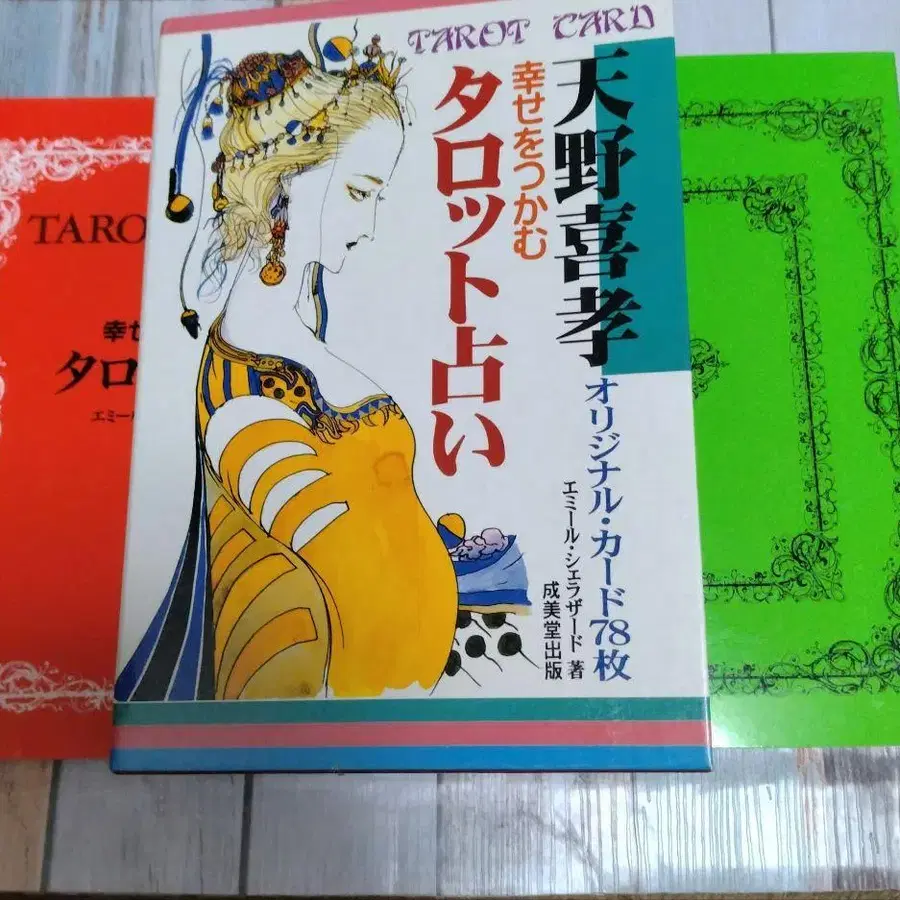 TAROT CARD
天野喜孝
オリジナル・カード78枚
幸せをつかむ
タロット占い
エミール・シェラザード 著
成美堂出版
TARO
幸せ
タロ
エミー